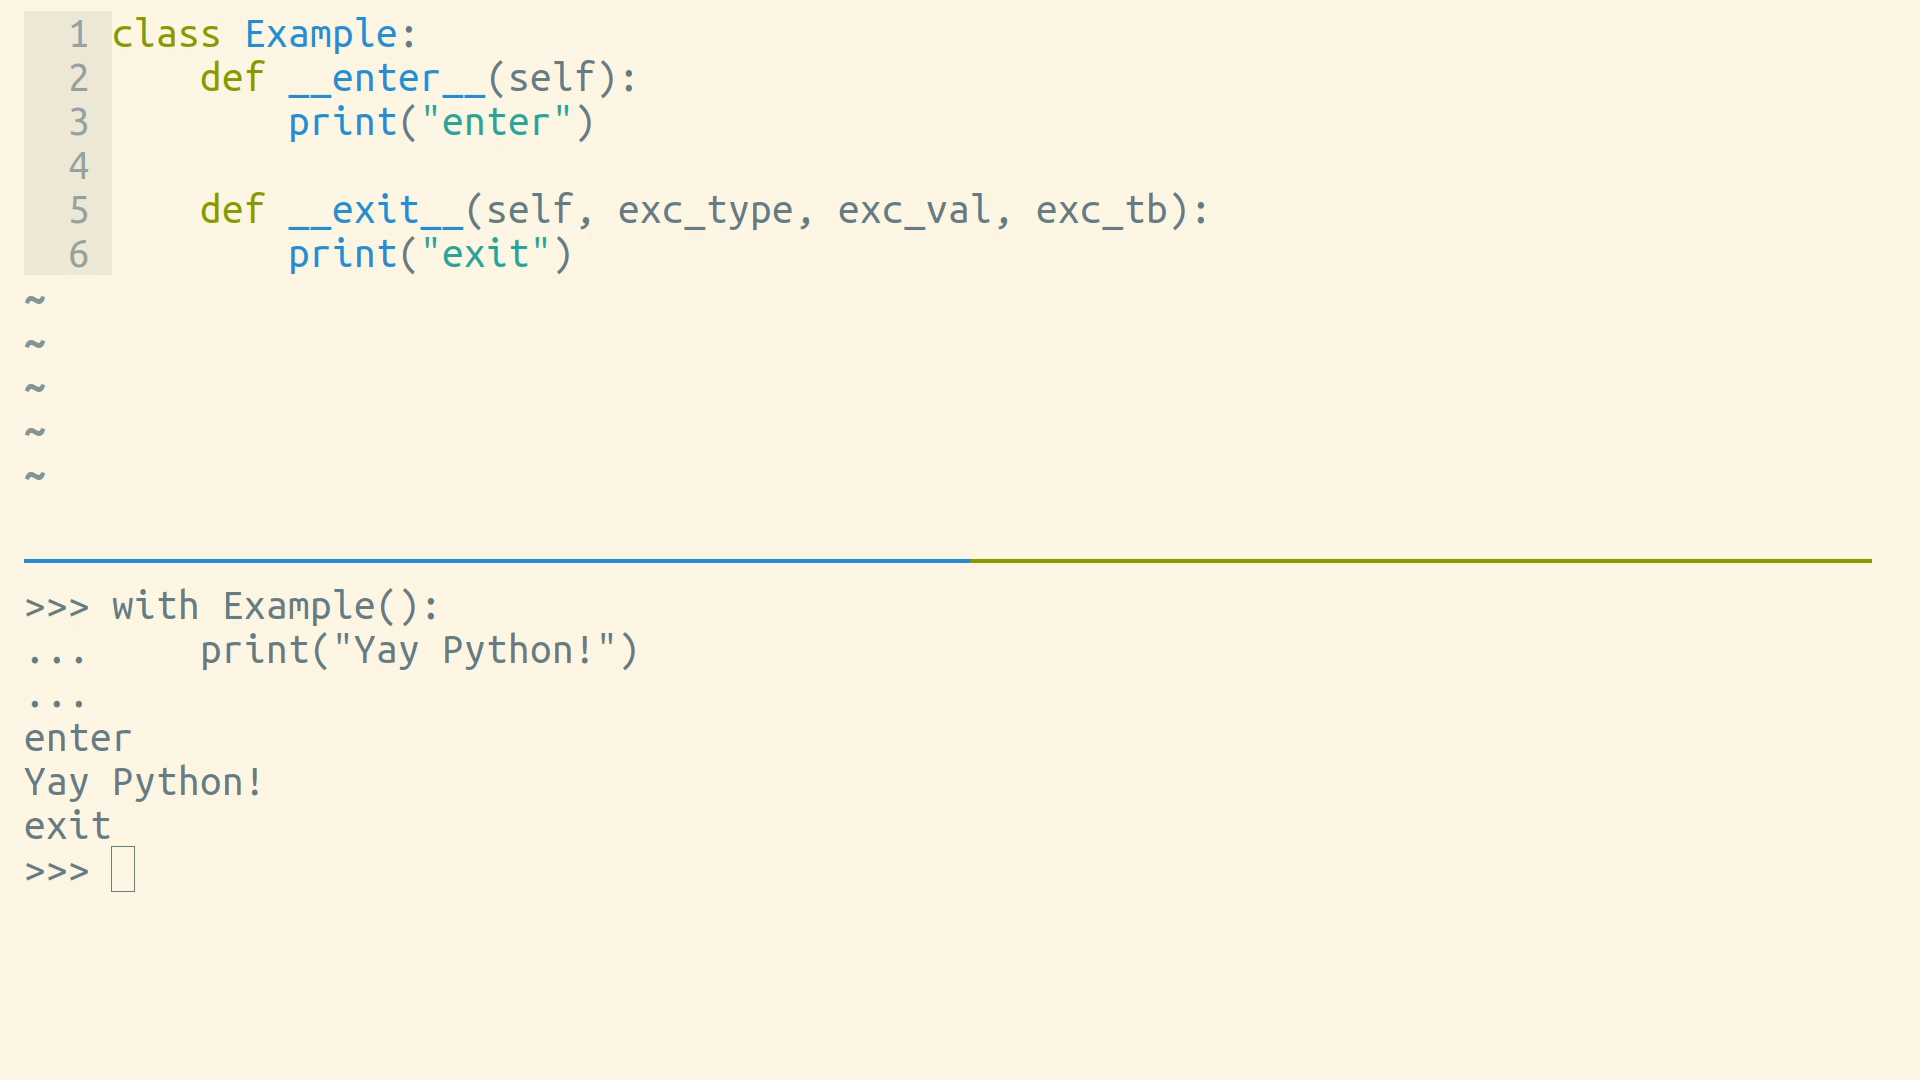 1 class Example:
2     def __enter__(self):
3         print("enter")
4
5     def __exit__(self, exc_type, exc_val, exc_tb):
6         print("exit")
~
~
~
~
~
>>> with Example():
...     print("Yay Python!")
...
enter
Yay Python!
exit
>>>